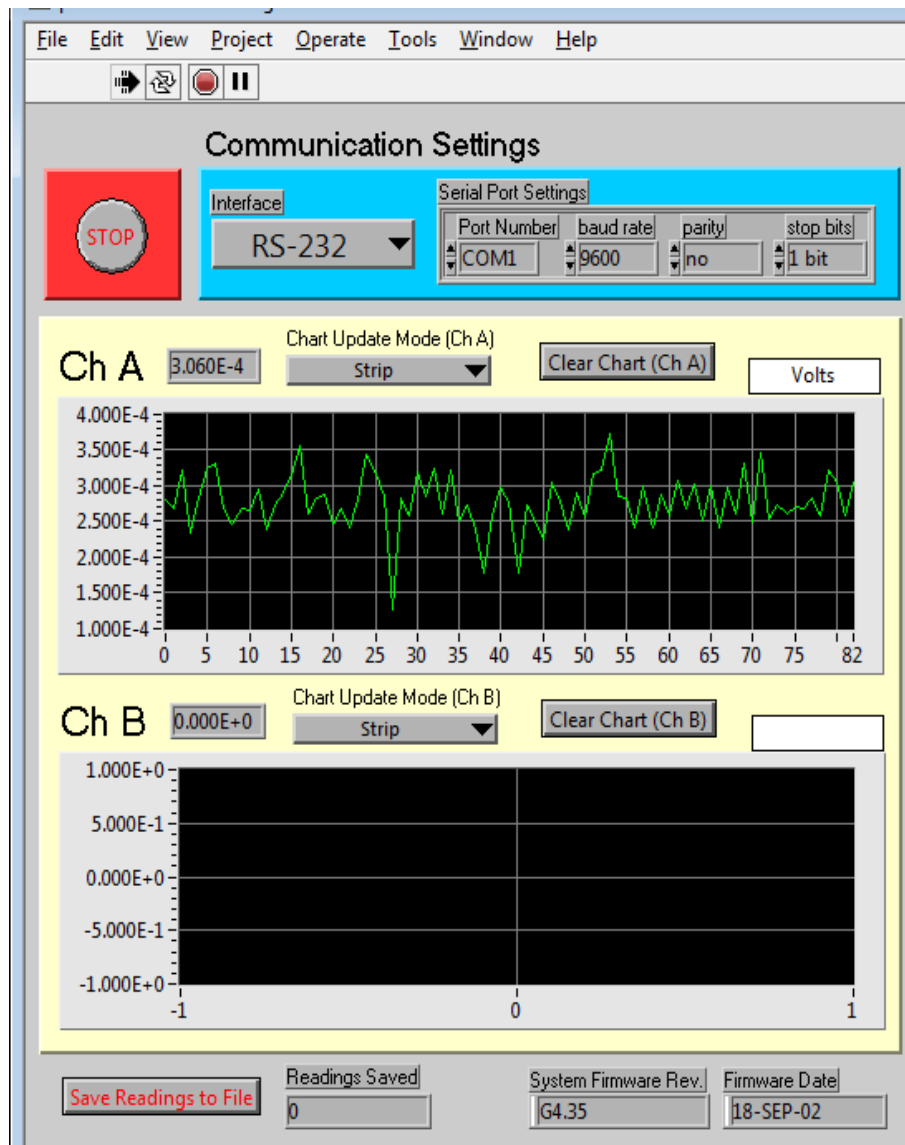 File Edit View Project Operate Tools Window Help
Communication Settings
STOP
Interface
RS-232
Serial Port Settings
Port Number baud rate parity stop bits
COM1 9600 no 1 bit
Ch A
3.060E-4
Chart Update Mode (Ch A)
Strip
Clear Chart (Ch A)
Volts
4.000E-4
3.500E-4
3.000E-4
2.500E-4
2.000E-4
1.500E-4
1.000E-4
0 5 10 15 20 25 30 35 40 45 50 55 60 65 70 75 82
Ch B
0.000E+0
Chart Update Mode (Ch B)
Strip
Clear Chart (Ch B)
1.000E+0
5.000E-1
0.000E+0
-5.000E-1
-1.000E+0
-1 0 1
Save Readings to File
Readings Saved
0
System Firmware Rev.
G4.35
Firmware Date
18-SEP-02